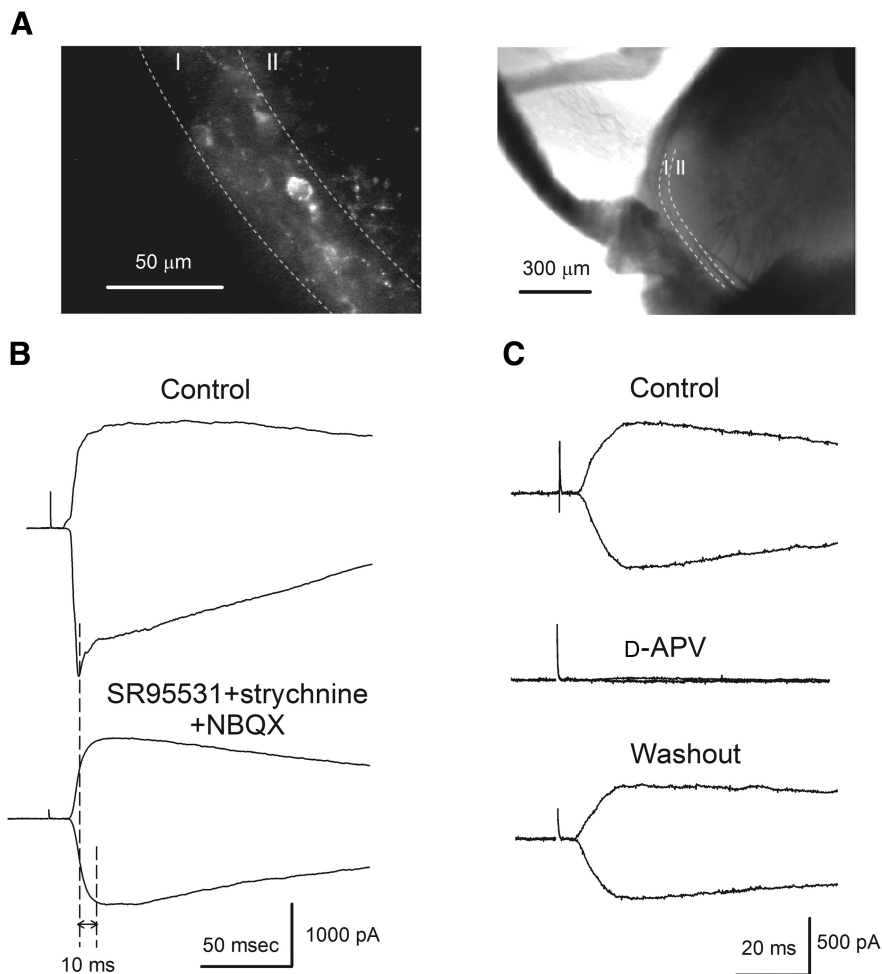 A
I II
50 μm
I II
300 μm
B
Control
SR95531+strychnine
+NBQX
10 ms
50 msec
1000 pA
C
Control
D-APV
Washout
20 ms
500 pA